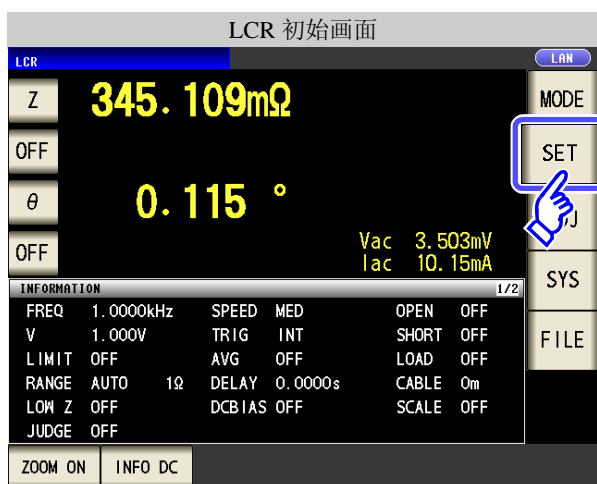 LCR 初始画面
LCR
LAN
Z 345.109mΩ
MODE
OFF
SET
θ 0.115 °
OFF
Vac 3.503mV
Iac 10.15mA
SYS
INFORMATION 1/2
FREQ 1.0000kHz SPEED MED OPEN OFF
V 1.000V TRIG INT SHORT OFF
FILE
LIMIT OFF AVG OFF LOAD OFF
RANGE AUTO 1Ω DELAY 0.0000s CABLE 0m
LOW Z OFF DCBIAS OFF SCALE OFF
JUDGE OFF
ZOOM ON INFO DC